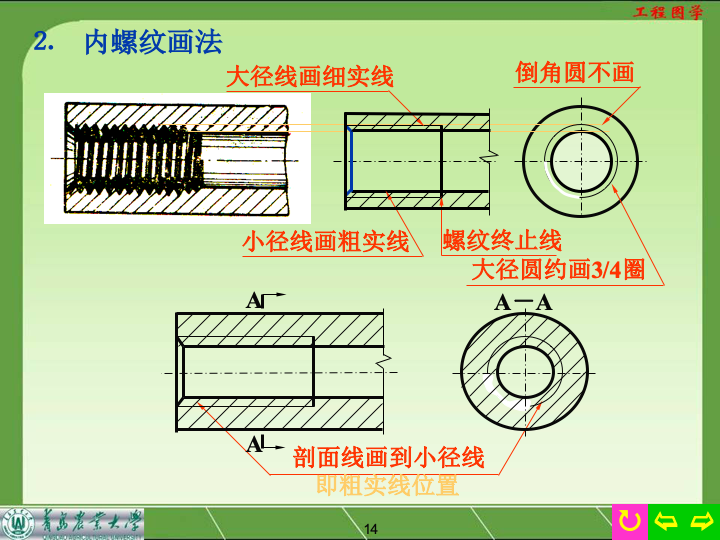 工程图学
2. 内螺纹画法
大径线画细实线
倒角圆不画
小径线画粗实线
螺纹终止线
大径圆约画3/4圈
A
A－A
A
剖面线画到小径线
即粗实线位置
青岛农业大学
14